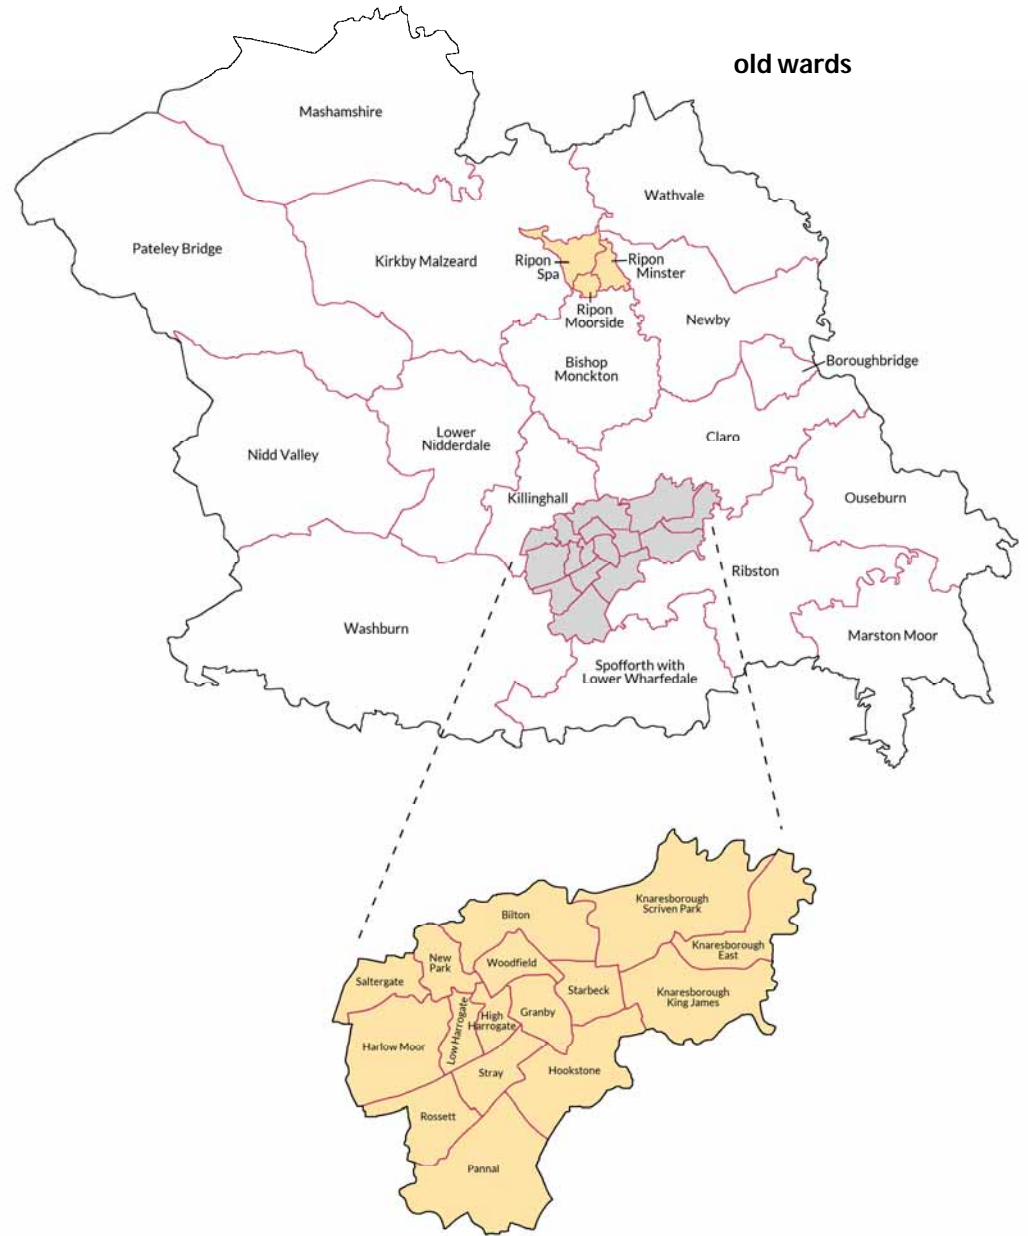 old wards
Mashamshire
Wathvale
Pateley Bridge
Kirkby Malzeard
Ripon
Spa
Ripon
Minster
Ripon
Moorside
Newby
Bishop
Monckton
Boroughbridge
Lower
Nidderdale
Claro
Nidd Valley
Killinghall
Ouseburn
Ribston
Washburn
Marston Moor
Spofforth with
Lower Wharfedale
Knaresborough
Scriven Park
Bilton
Knaresborough
East
New
Park
Woodfield
Saltergate
Starbeck
Knaresborough
King James
Low Harrogate
High
Harrogate
Granby
Harlow Moor
Stray
Hookstone
Rossett
Pannal